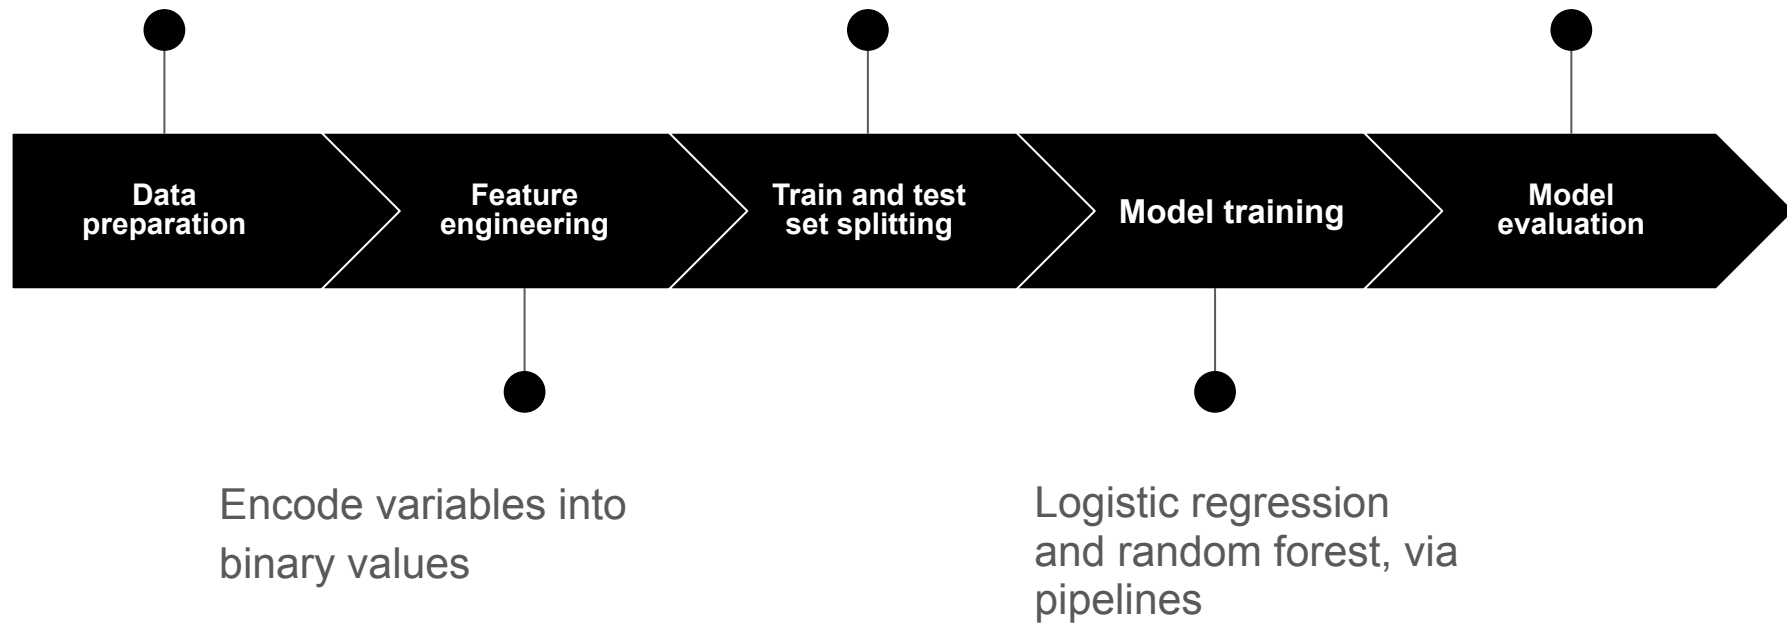 Data
preparation
Feature
engineering
Train and test
set splitting
Model training
Model
evaluation
Encode variables into
binary values
Logistic regression
and random forest, via
pipelines